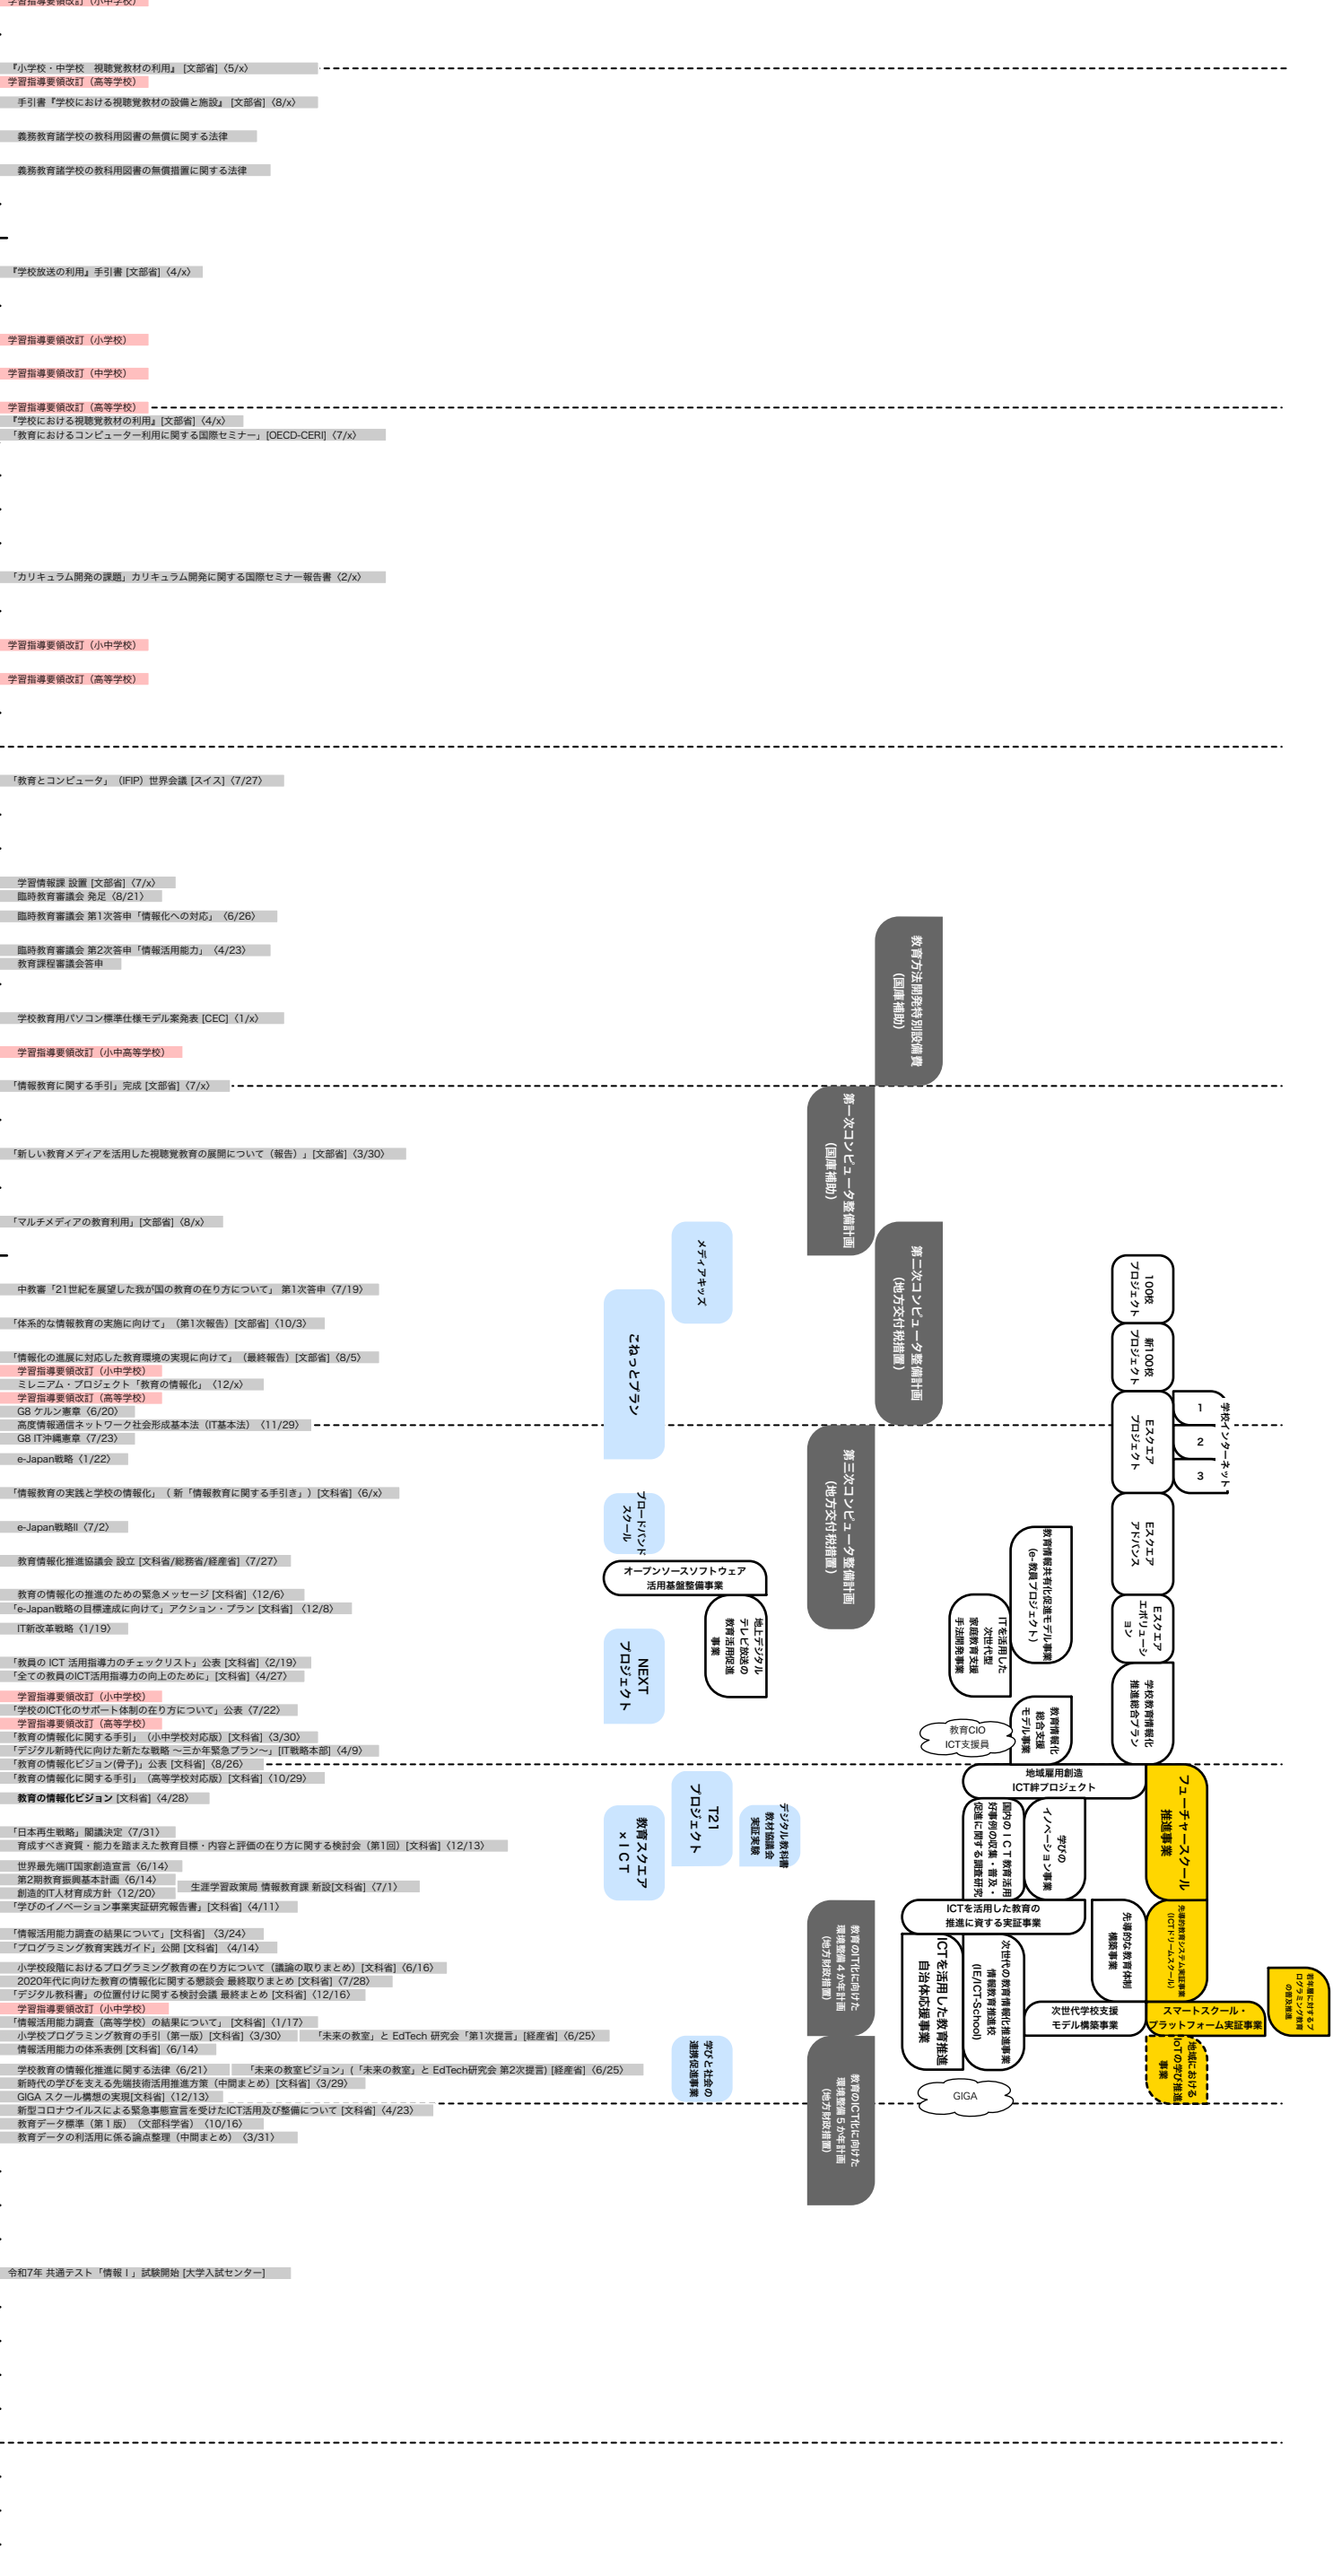 学習指導要領改訂（小中学校）
『小学校・中学校　視聴覚教材の利用』 [文部省]〈5/x〉
学習指導要領改訂（高等学校）
手引書『学校における視聴覚教材の設備と施設』 [文部省]〈8/x〉
義務教育諸学校の教科用図書の無償に関する法律
義務教育諸学校の教科用図書の無償措置に関する法律
『学校放送の利用』手引書 [文部省]〈4/x〉
学習指導要領改訂（小学校）
学習指導要領改訂（中学校）
学習指導要領改訂（高等学校）
『学校における視聴覚教材の利用』[文部省]〈4/x〉
「教育におけるコンピューター利用に関する国際セミナー」[OECD-CERI]〈7/x〉
「カリキュラム開発の課題」カリキュラム開発に関する国際セミナー報告書〈2/x〉
学習指導要領改訂（小中学校）
学習指導要領改訂（高等学校）
「教育とコンピュータ」（IFIP）世界会議 [スイス]〈7/27〉
学習情報課 設置 [文部省]〈7/x〉
臨時教育審議会 発足〈8/21〉
臨時教育審議会 第1次答申「情報化への対応」〈6/26〉
臨時教育審議会 第2次答申「情報活用能力」〈4/23〉
教育課程審議会答申
学校教育用パソコン標準仕様モデル案発表 [CEC]〈1/x〉
学習指導要領改訂（小中高等学校）
「情報教育に関する手引」完成 [文部省]〈7/x〉
「新しい教育メディアを活用した視聴覚教育の展開について（報告）」[文部省]〈3/30〉
「マルチメディアの教育利用」[文部省]〈8/x〉
中教審「21世紀を展望した我が国の教育の在り方について」 第1次答申〈7/19〉
「体系的な情報教育の実施に向けて」（第1次報告）[文部省]〈10/3〉
「情報化の進展に対応した教育環境の実現に向けて」（最終報告）[文部省]〈8/5〉
学習指導要領改訂（小中学校）
ミレニアム・プロジェクト「教育の情報化」〈12/x〉
学習指導要領改訂（高等学校）
G8 ケルン憲章〈6/20〉
高度情報通信ネットワーク社会形成基本法（IT基本法）〈11/29〉
G8 IT沖縄憲章〈7/23〉
e-Japan戦略〈1/22〉
「情報教育の実践と学校の情報化」（ 新「情報教育に関する手引き」）[文科省]〈6/x〉
e-Japan戦略II〈7/2〉
教育情報化推進協議会 設立 [文科省/総務省/経産省]〈7/27〉
教育の情報化の推進のための緊急メッセージ [文科省]〈12/6〉
「e-Japan戦略の目標達成に向けて」アクション・プラン [文科省]〈12/8〉
IT新改革戦略〈1/19〉
「教員の ICT 活用指導力のチェックリスト」公表 [文科省]〈2/19〉
「全ての教員のICT活用指導力の向上のために」[文科省]〈4/27〉
学習指導要領改訂（小中学校）
「学校のICT化のサポート体制の在り方について」公表〈7/22〉
学習指導要領改訂（高等学校）
「教育の情報化に関する手引」（小中学校対応版）[文科省]〈3/30〉
「デジタル新時代に向けた新たな戦略 〜三か年緊急プラン〜」[IT戦略本部]〈4/9〉
「教育の情報化ビジョン(骨子)」公表 [文科省]〈8/26〉
「教育の情報化に関する手引」（高等学校対応版）[文科省]〈10/29〉
教育の情報化ビジョン [文科省]〈4/28〉
「日本再生戦略」閣議決定〈7/31〉
育成すべき資質・能力を踏まえた教育目標・内容と評価の在り方に関する検討会（第1回）[文科省]〈12/13〉
世界最先端IT国家創造宣言〈6/14〉
第2期教育振興基本計画〈6/14〉
創造的IT人材育成方針〈12/20〉
生涯学習政策局 情報教育課 新設[文科省]〈7/1〉
「学びのイノベーション事業実証研究報告書」[文科省]〈4/11〉
「情報活用能力調査の結果について」[文科省]〈3/24〉
「プログラミング教育実践ガイド」公開 [文科省]〈4/14〉
小学校段階におけるプログラミング教育の在り方について（議論の取りまとめ）[文科省]〈6/16〉
2020年代に向けた教育の情報化に関する懇談会 最終取りまとめ [文科省]〈7/28〉
「デジタル教科書」の位置付けに関する検討会議 最終まとめ [文科省]〈12/16〉
学習指導要領改訂（小中学校）
「情報活用能力調査（高等学校）の結果について」 [文科省]〈1/17〉
小学校プログラミング教育の手引（第一版）[文科省]〈3/30〉
「未来の教室」と EdTech 研究会「第1次提言」[経産省]〈6/25〉
情報活用能力の体系表例 [文科省]〈6/14〉
学校教育の情報化推進に関する法律〈6/21〉
「未来の教室ビジョン」(「未来の教室」と EdTech研究会 第2次提言) [経産省]〈6/25〉
新時代の学びを支える先端技術活用推進方策（中間まとめ）[文科省]〈3/29〉
GIGA スクール構想の実現[文科省]〈12/13〉
新型コロナウイルスによる緊急事態宣言を受けたICT活用及び整備について [文科省]〈4/23〉
教育データ標準（第１版）（文部科学省）〈10/16〉
教育データの利活用に係る論点整理（中間まとめ）〈3/31〉
令和7年 共通テスト「情報Ⅰ」試験開始 [大学入試センター]
教育方法開発特別設備費
(国庫補助)
第一次コンピュータ整備計画
(国庫補助)
第二次コンピュータ整備計画
(地方交付税措置)
第三次コンピュータ整備計画
(地方交付税措置)
メディアキッズ
こねっとプラン
100校
プロジェクト
新100校
プロジェクト
学校インターネット
1
2
3
Eスクエア
プロジェクト
Eスクエア
アドバンス
ブロードバンド
スクール
オープンソースソフトウェア
活用基盤整備事業
教育情報共有化促進モデル事業
(e-教員プロジェクト)
ITを活用した
次世代型
家庭教育支援
手法開発事業
地上デジタル
テレビ放送の
教育活用促進
事業
NEXT
プロジェクト
Eスクエア
エボリューシ
ョン
学校教育情報化
推進総合プラン
教育情報化
総合支援
モデル事業
教育CIO
ICT支援員
地域雇用創造
ICT絆プロジェクト
フューチャースクール
推進事業
T21
プロジェクト
教育スクエア
×ＩＣＴ
デジタル教科書
教材協議会
実証実験
国内のＩＣＴ教育活用
好事例の収集・普及・
促進に関する調査研究
学びの
イノベーション事業
ICTを活用した教育の
推進に資する実証事業
先導的な教育体制
構築事業
先導的教育システム実証事業
(ICTドリームスクール)
教育のIT化に向けた
環境整備４か年計画
(地方財政措置)
ICTを活用した教育推進
自治体応援事業
次世代の教育情報化推進事業
情報教育推進校
(IE/ICT-School)
次世代学校支援
モデル構築事業
スマートスクール・
プラットフォーム実証事業
若年層に対するプ
ログラミング教育
の普及推進
地域における
IoTの学び推進
事業
学びと社会の
連携促進事業
教育のICT化に向けた
環境整備５か年計画
(地方財政措置)
GIGA